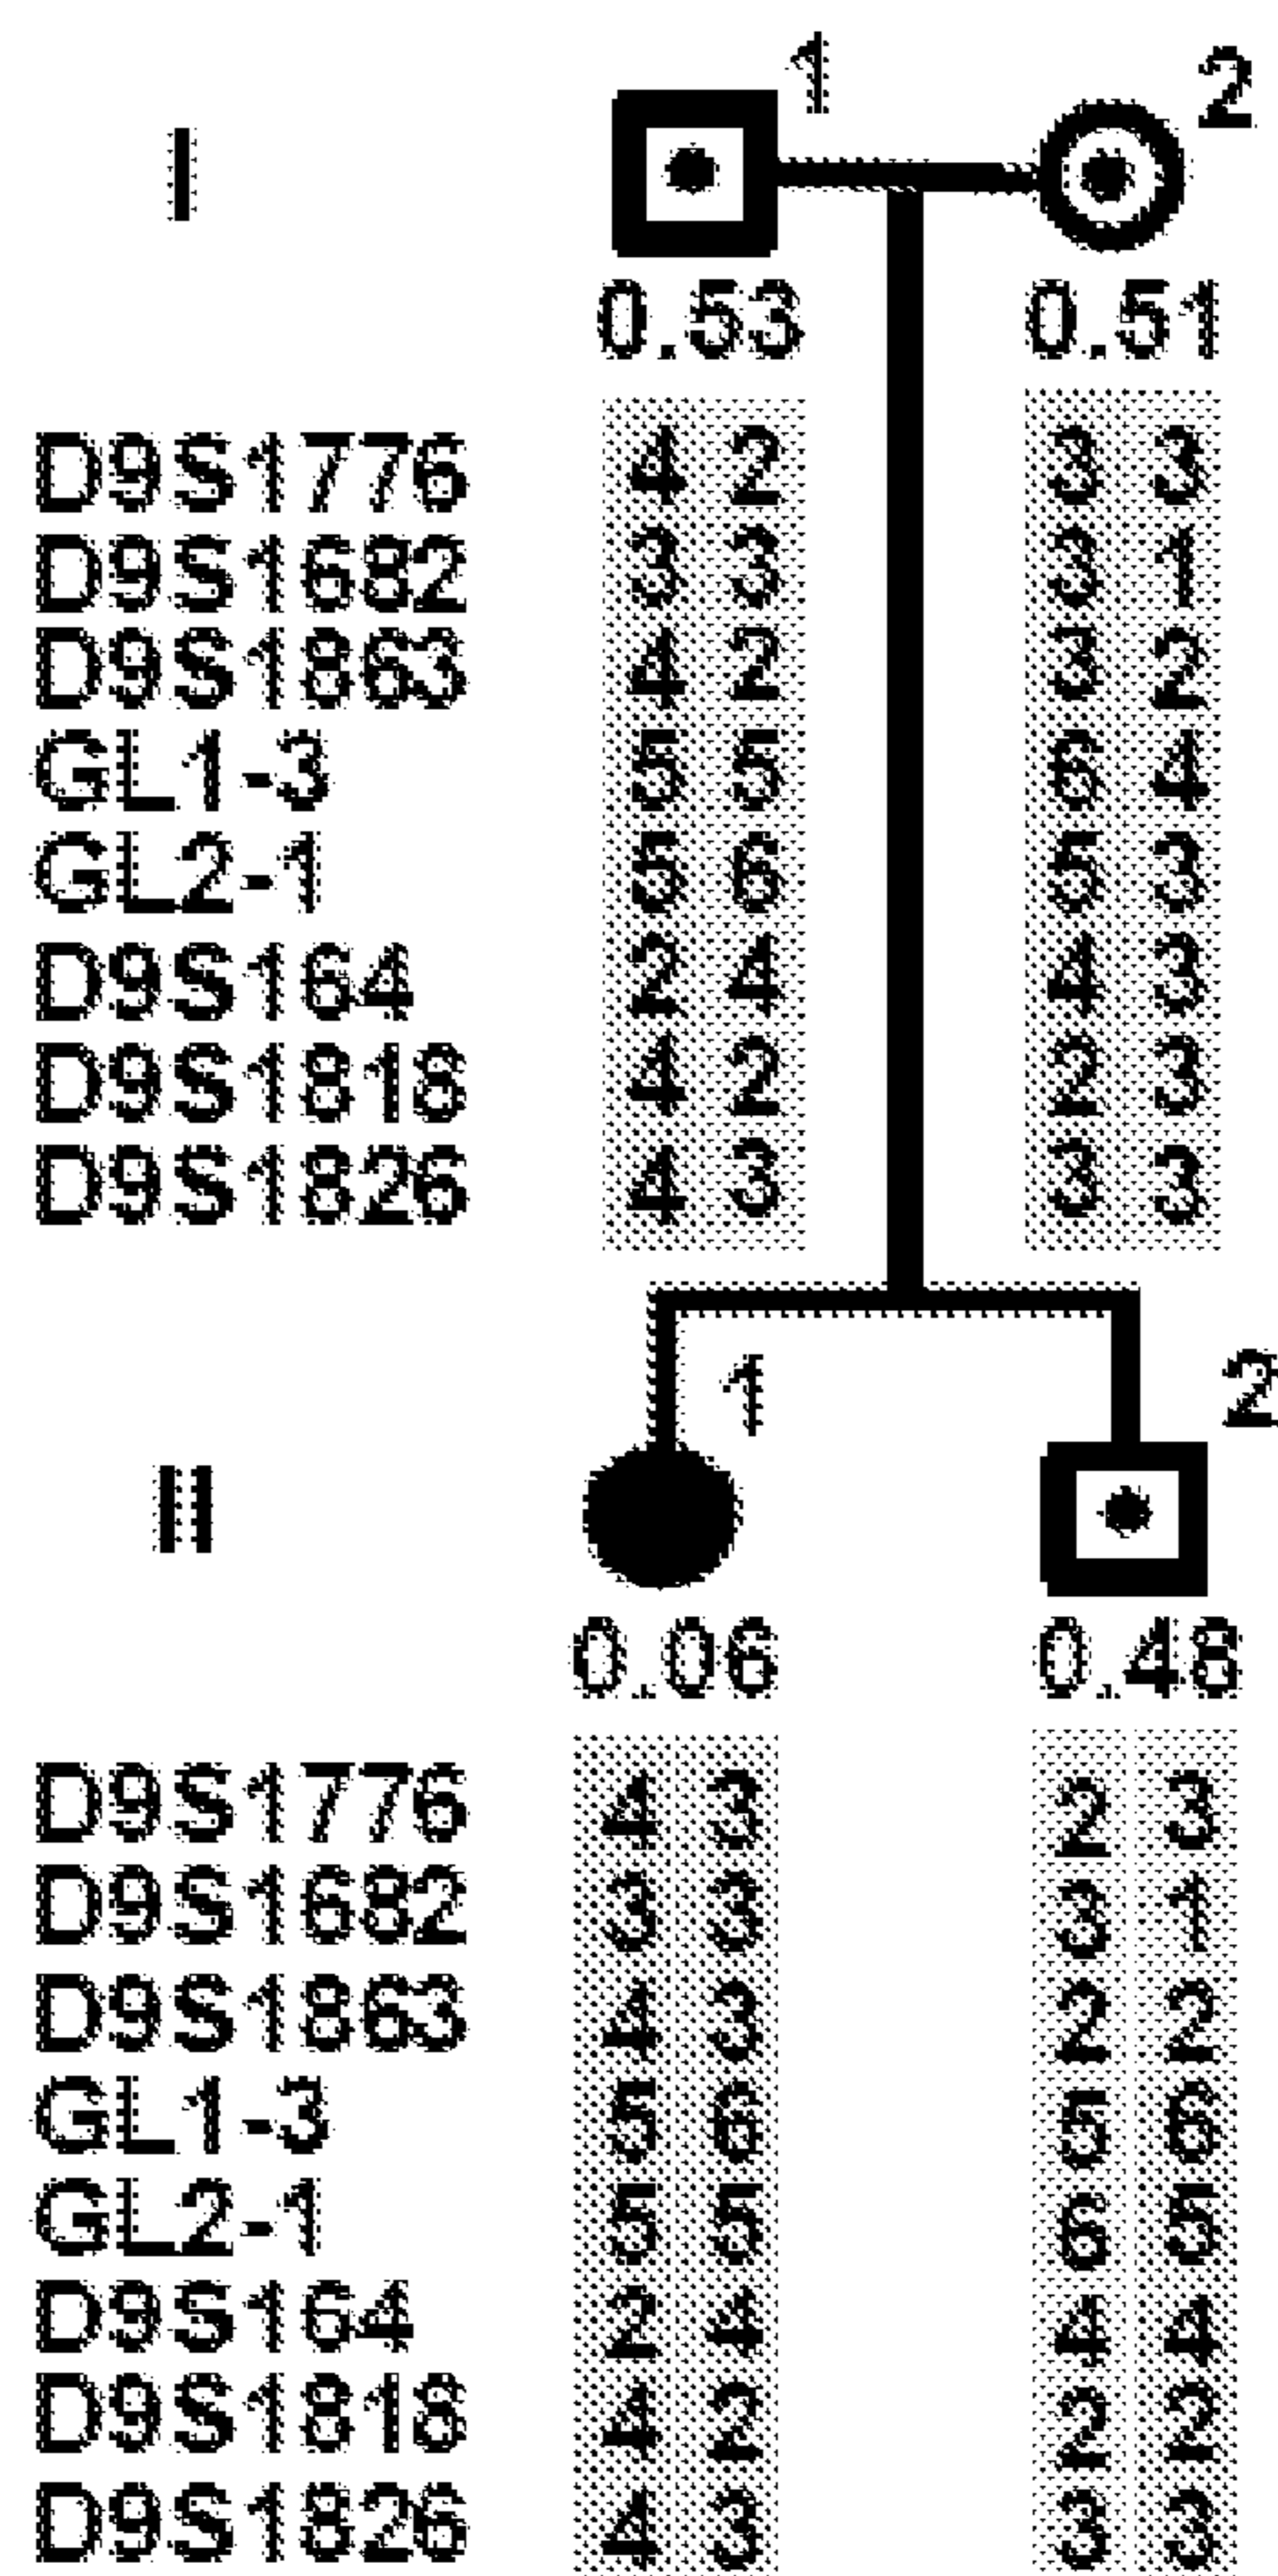 1 2
I
0.53 0.51
D9S1776 4 2 3 3
D9S1682 3 3 3 1
D9S1863 4 2 3 2
GL1-3 5 5 6 4
GL2-1 5 6 5 3
D9S164 2 4 4 3
D9S1818 4 2 2 3
D9S1826 4 3 3 3
1 2
II
0.06 0.48
D9S1776 4 3 2 3
D9S1682 3 3 3 1
D9S1863 4 3 2 2
GL1-3 5 6 5 6
GL2-1 5 5 6 5
D9S164 2 4 4 4
D9S1818 4 2 2 2
D9S1826 4 3 3 3